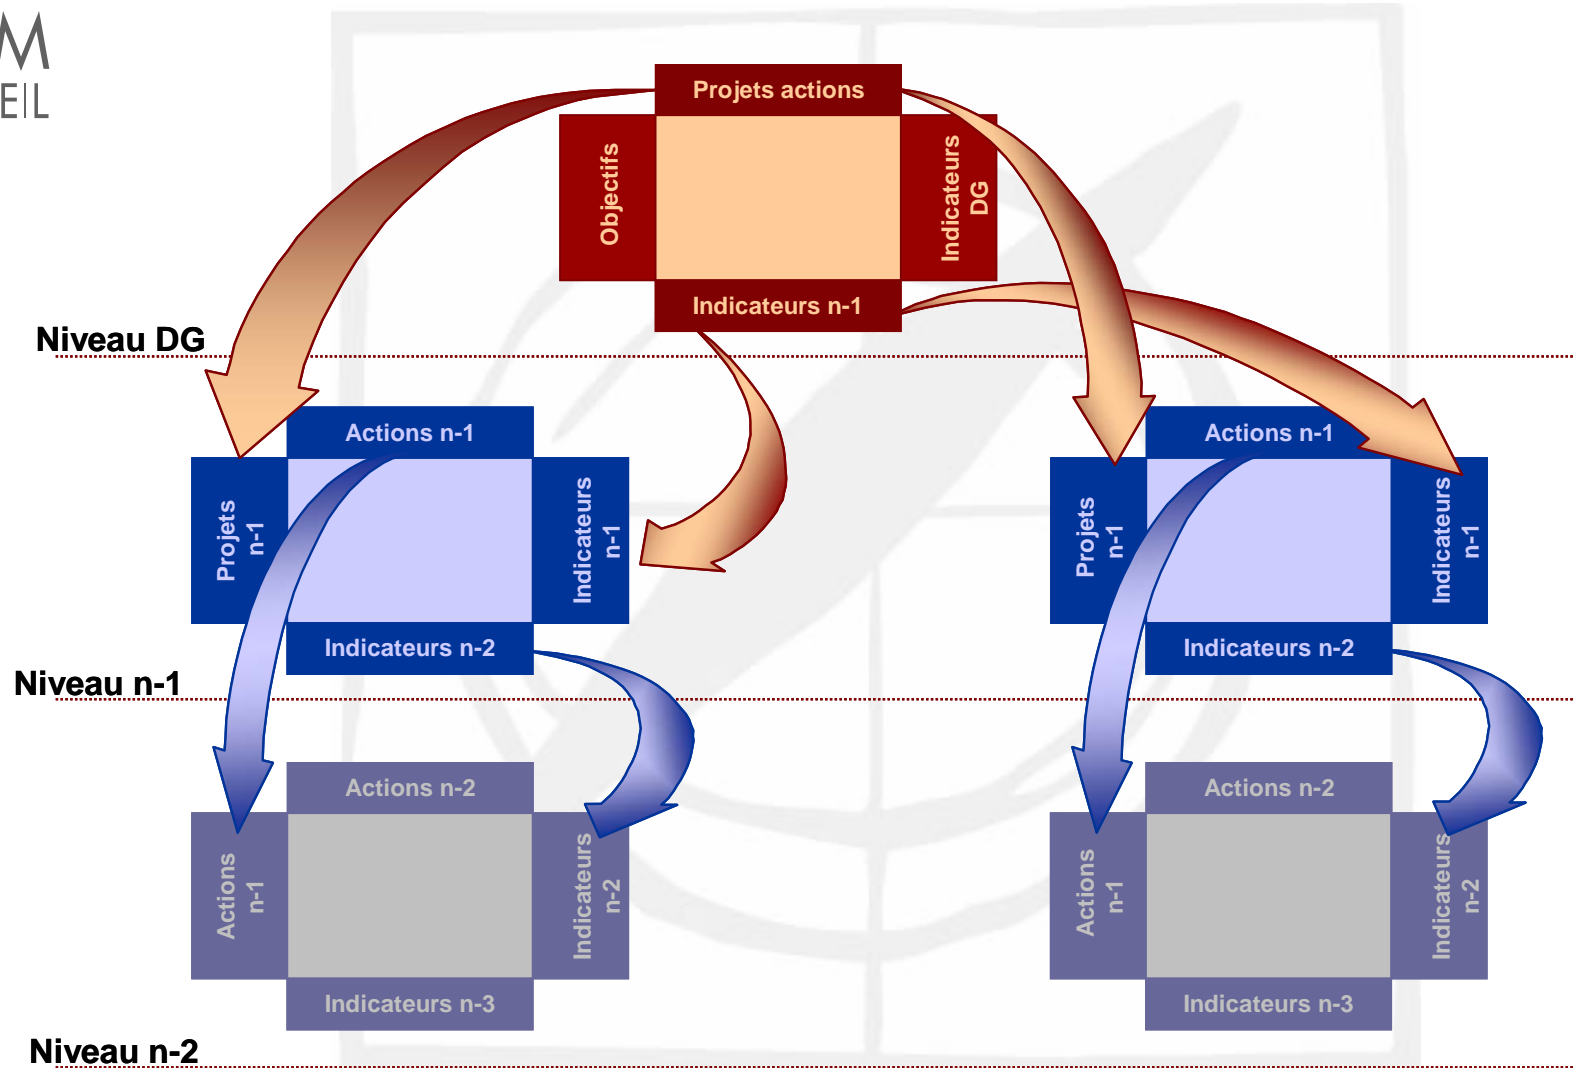 M
EIL
Projets actions
Objectifs
Indicateurs
DG
Indicateurs n-1
Niveau DG
Actions n-1
Projets
n-1
Indicateurs
n-1
Indicateurs n-2
Actions n-1
Projets
n-1
Indicateurs
n-1
Indicateurs n-2
Niveau n-1
Actions n-2
Actions
n-1
Indicateurs
n-2
Indicateurs n-3
Actions n-2
Actions
n-1
Indicateurs
n-2
Indicateurs n-3
Niveau n-2